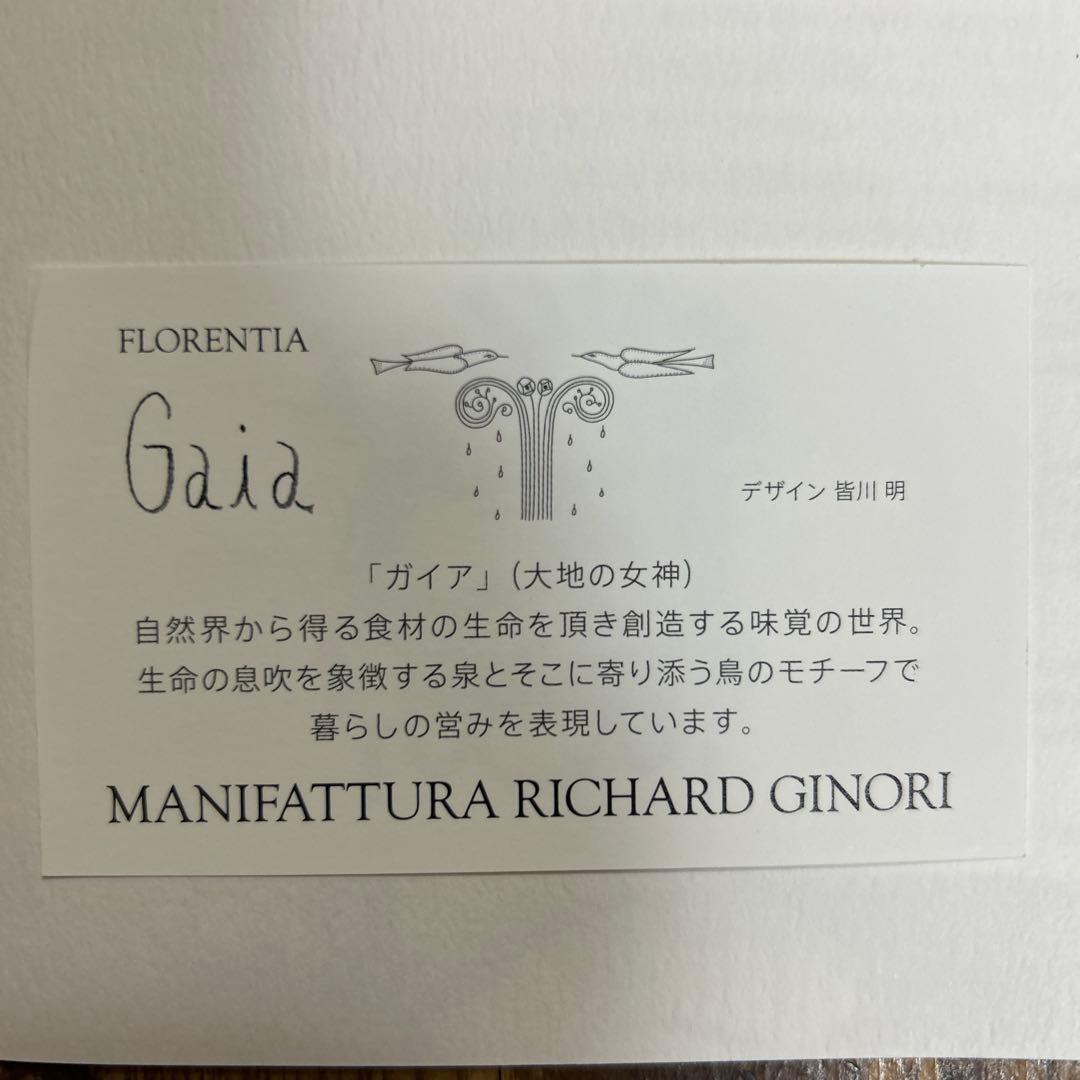 FLORENTIA
Gaia
デザイン 皆川 明
「ガイア」(大地の女神)
自然界から得る食材の生命を頂き創造する味覚の世界。
生命の息吹を象徴する泉とそこに寄り添う鳥のモチーフで
暮らしの営みを表現しています。
MANIFATTURA RICHARD GINORI